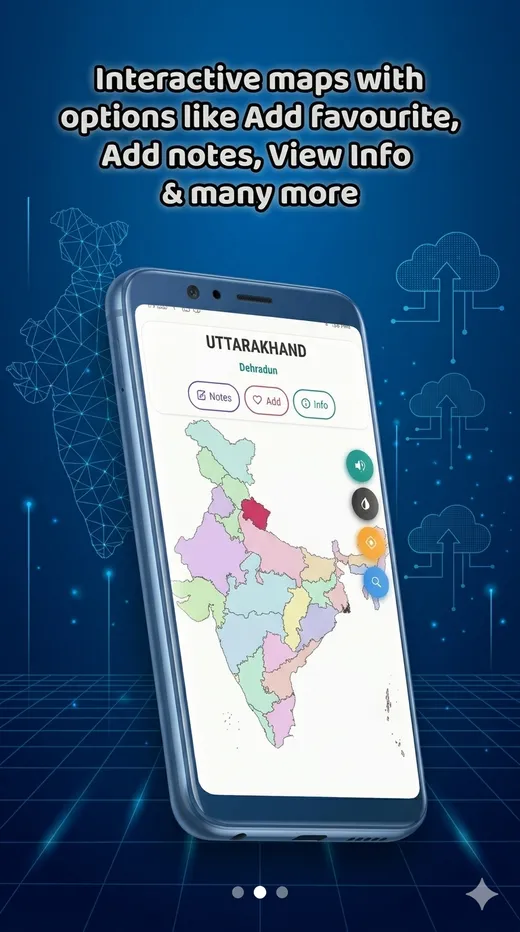 Interactive maps with
options like Add favourite,
Add notes, View Info
& many more
UTTARAKHAND
Dehradun
Notes
Add
Info